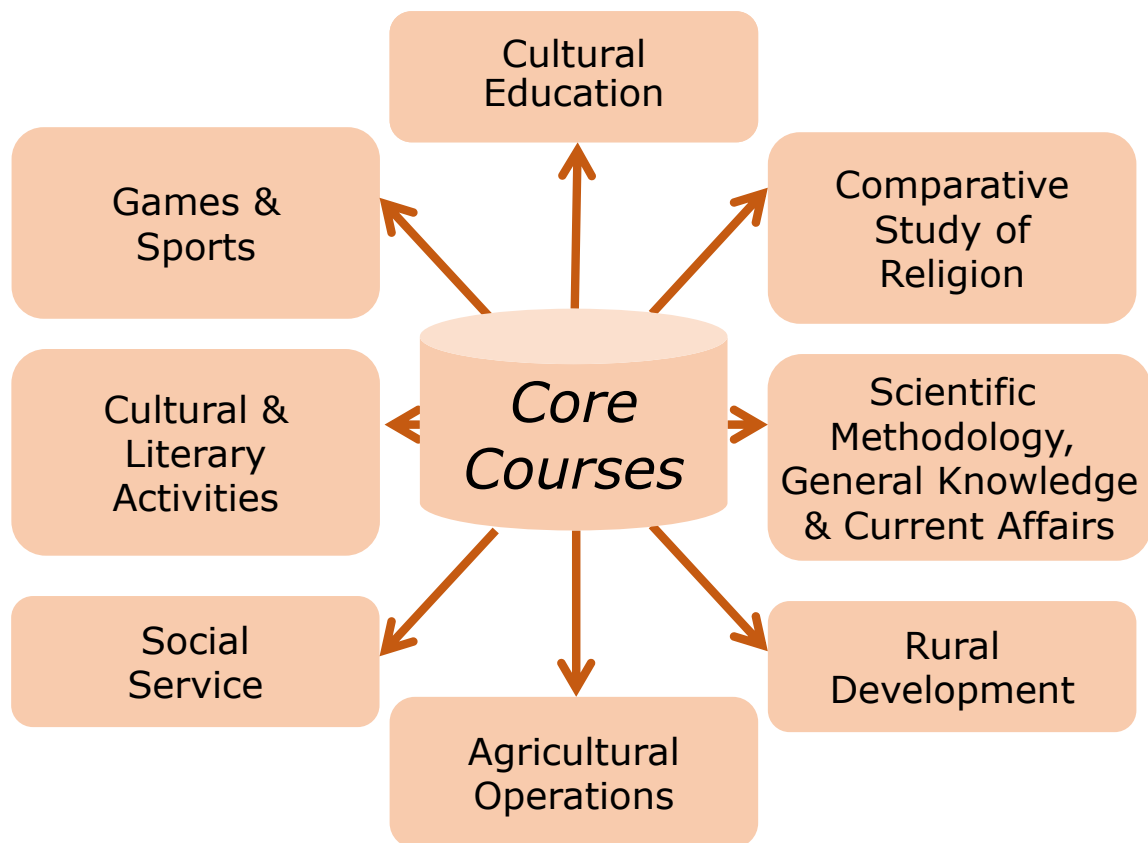 Cultural
Education
Games &
Sports
Comparative
Study of
Religion
Core
Courses
Cultural &
Literary
Activities
Scientific
Methodology,
General Knowledge
& Current Affairs
Social
Service
Rural
Development
Agricultural
Operations